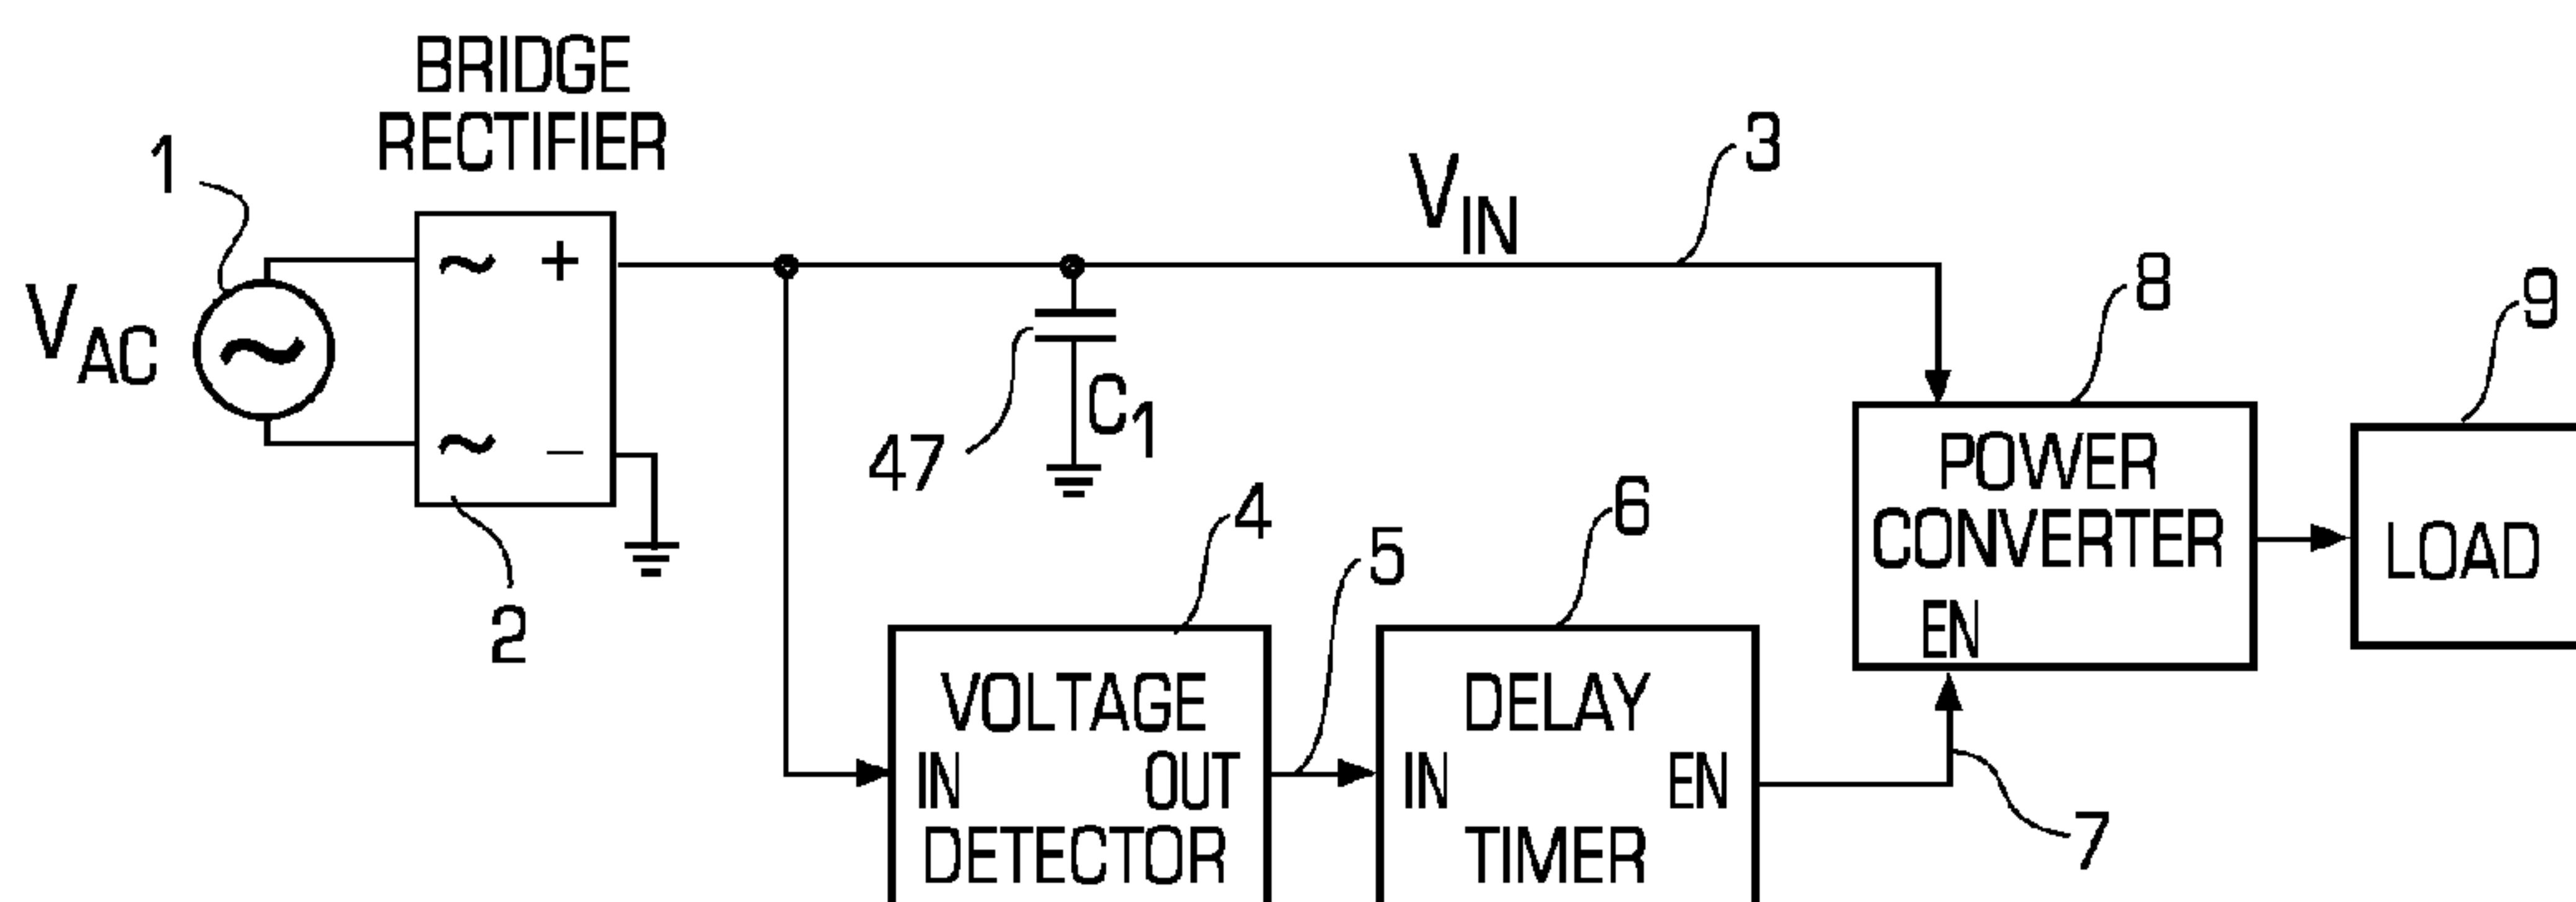 BRIDGE
RECTIFIER
1
V_AC
~ +
~ –
~
2
V_IN
3
47
C_1
4
5
6
8
9
POWER
CONVERTER
EN
LOAD
VOLTAGE
IN OUT
DETECTOR
DELAY
IN EN
TIMER
7